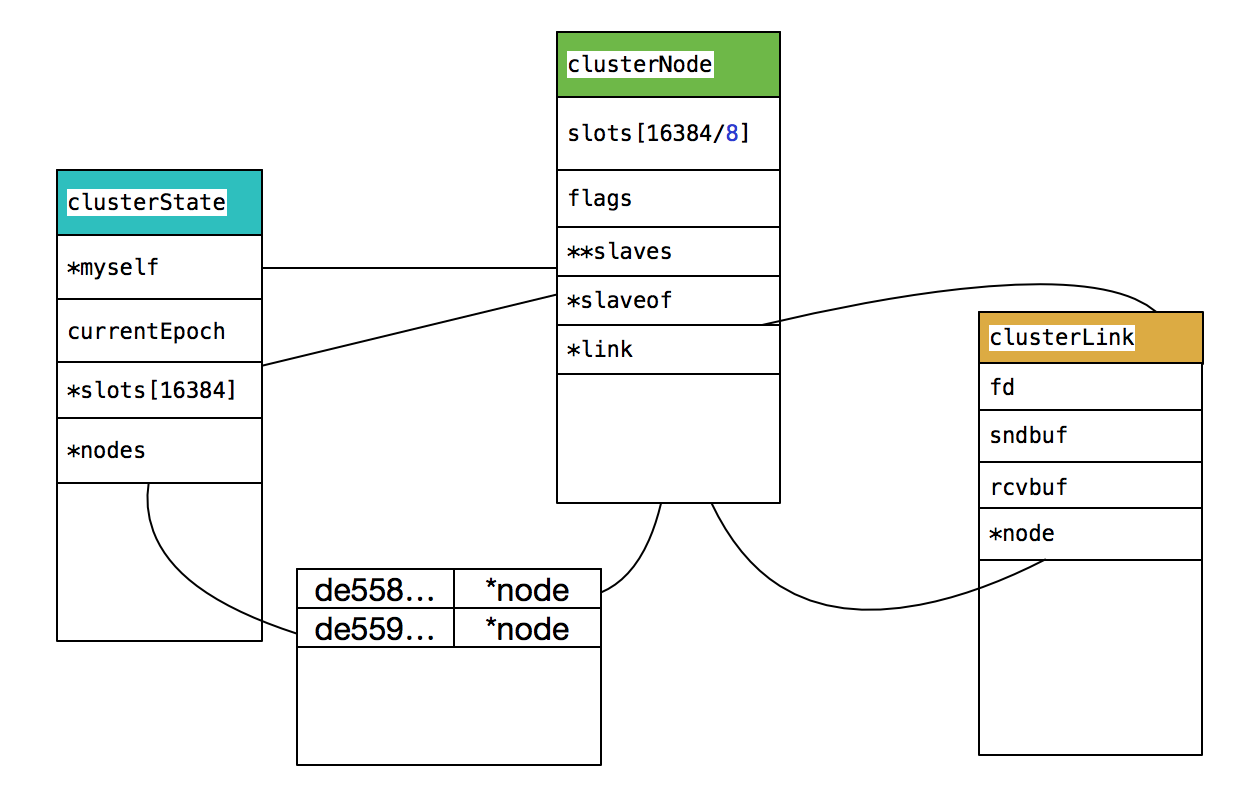 clusterState
*myself
currentEpoch
*slots[16384]
*nodes
clusterNode
slots[16384/8]
flags
**slaves
*slaveof
*link
de558... *node
de559... *node
clusterLink
fd
sndbuf
rcvbuf
*node